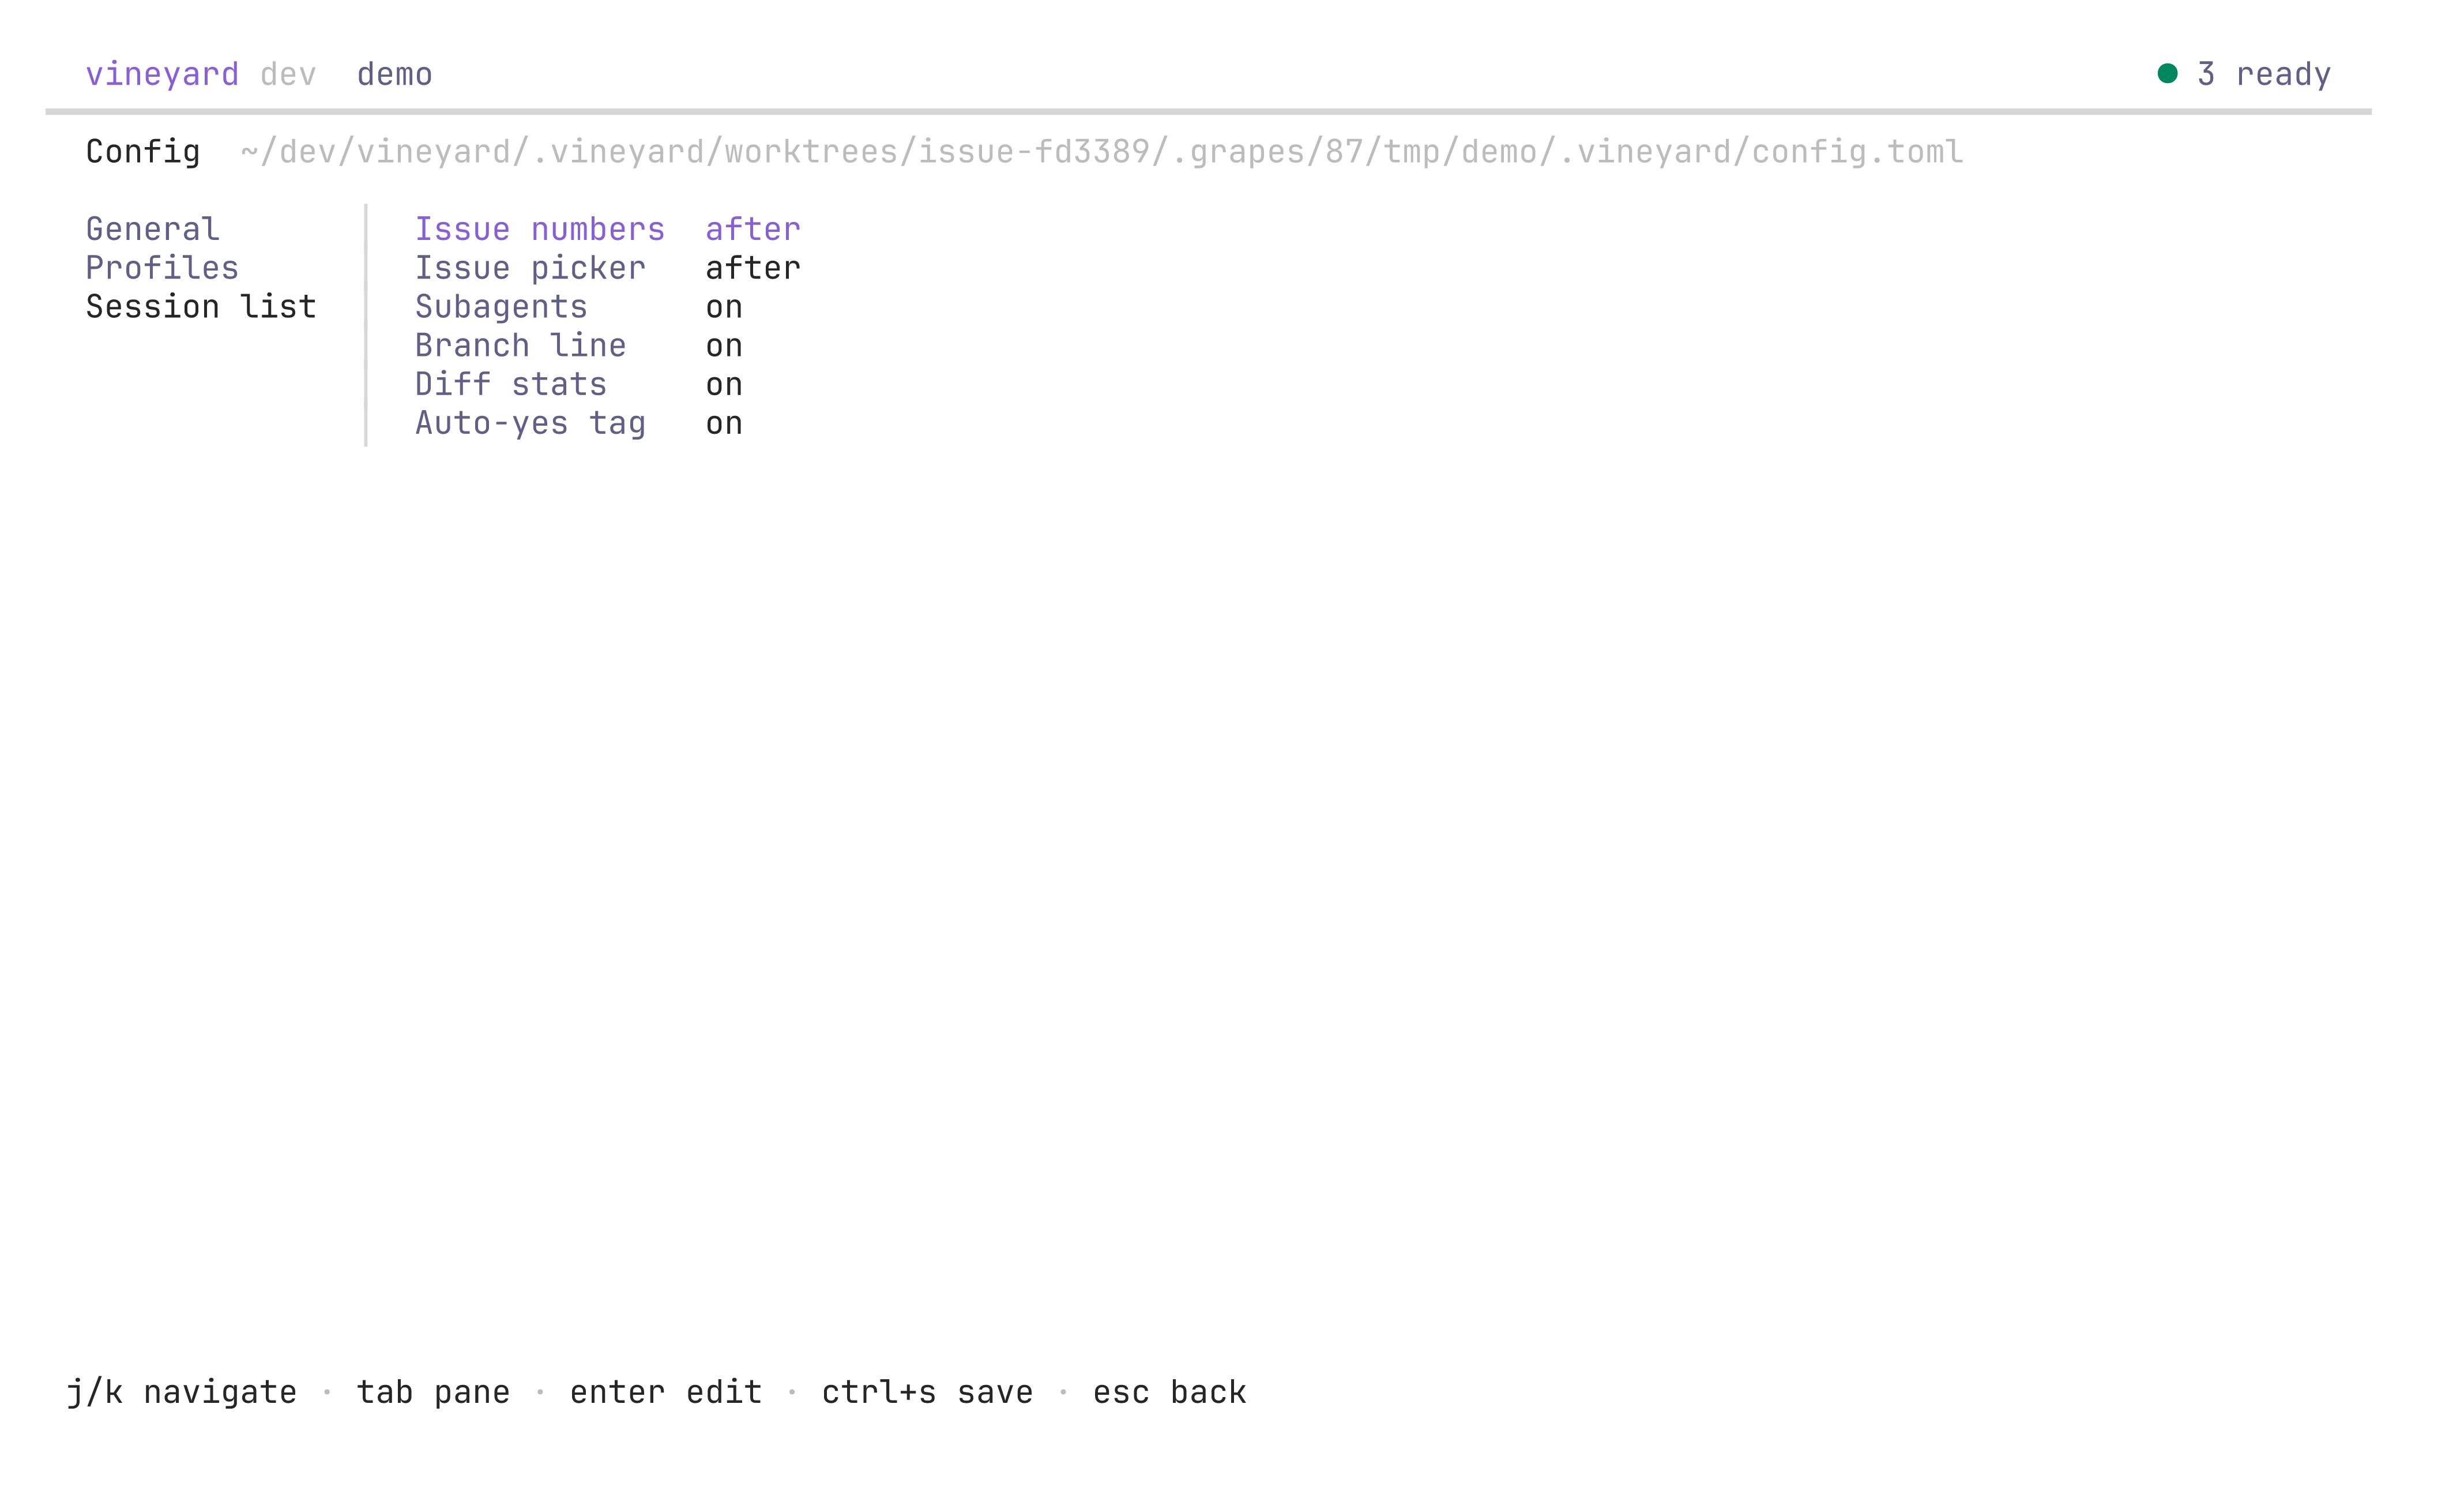 vineyard dev demo 3 ready
Config ~/dev/vineyard/.vineyard/worktrees/issue-fd3389/.grapes/87/tmp/demo/.vineyard/config.toml
General Issue numbers after
Profiles Issue picker after
Session list Subagents on
Branch line on
Diff stats on
Auto-yes tag on
j/k navigate · tab pane · enter edit · ctrl+s save · esc back